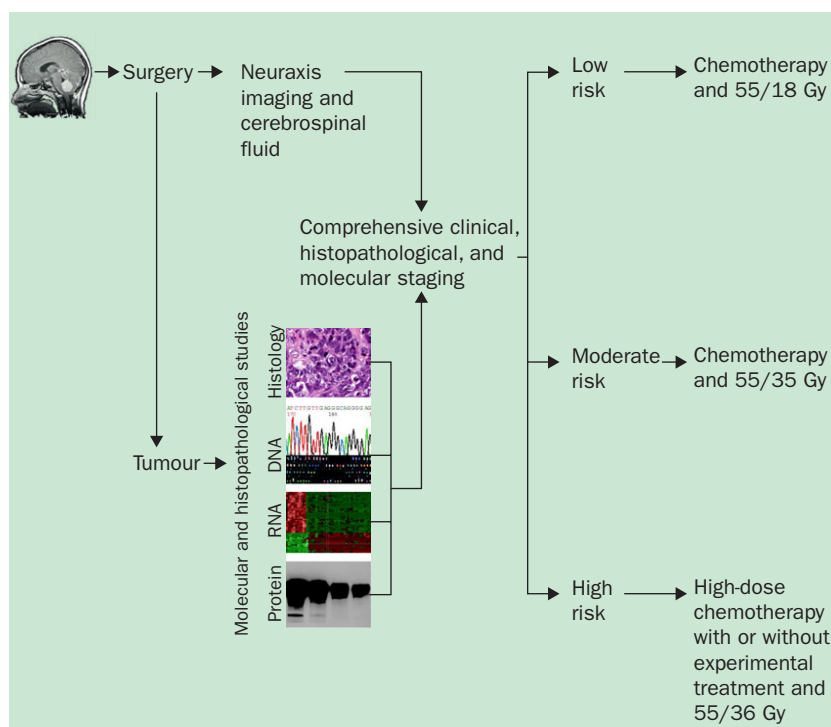 Surgery
Neuraxis
imaging and
cerebrospinal
fluid
Comprehensive clinical,
histopathological, and
molecular staging
Tumour
Molecular and histopathological studies
Histology
DNA
RNA
Protein
Low
risk
Chemotherapy
and 55/18 Gy
Moderate
risk
Chemotherapy
and 55/35 Gy
High
risk
High-dose
chemotherapy
with or without
experimental
treatment and
55/36 Gy